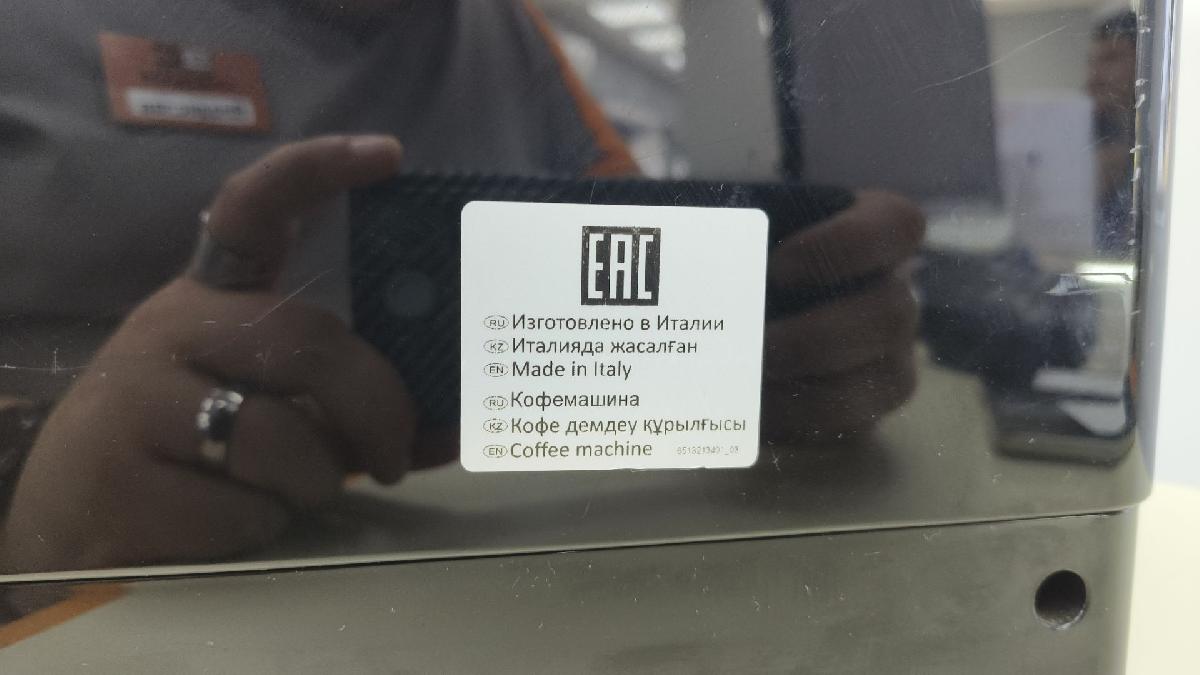 EAC
RU Изготовлено в Италии
KZ Италияда жасалған
EN Made in Italy
RU Кофемашина
KZ Кофе демдеу құрылғысы
EN Coffee machine